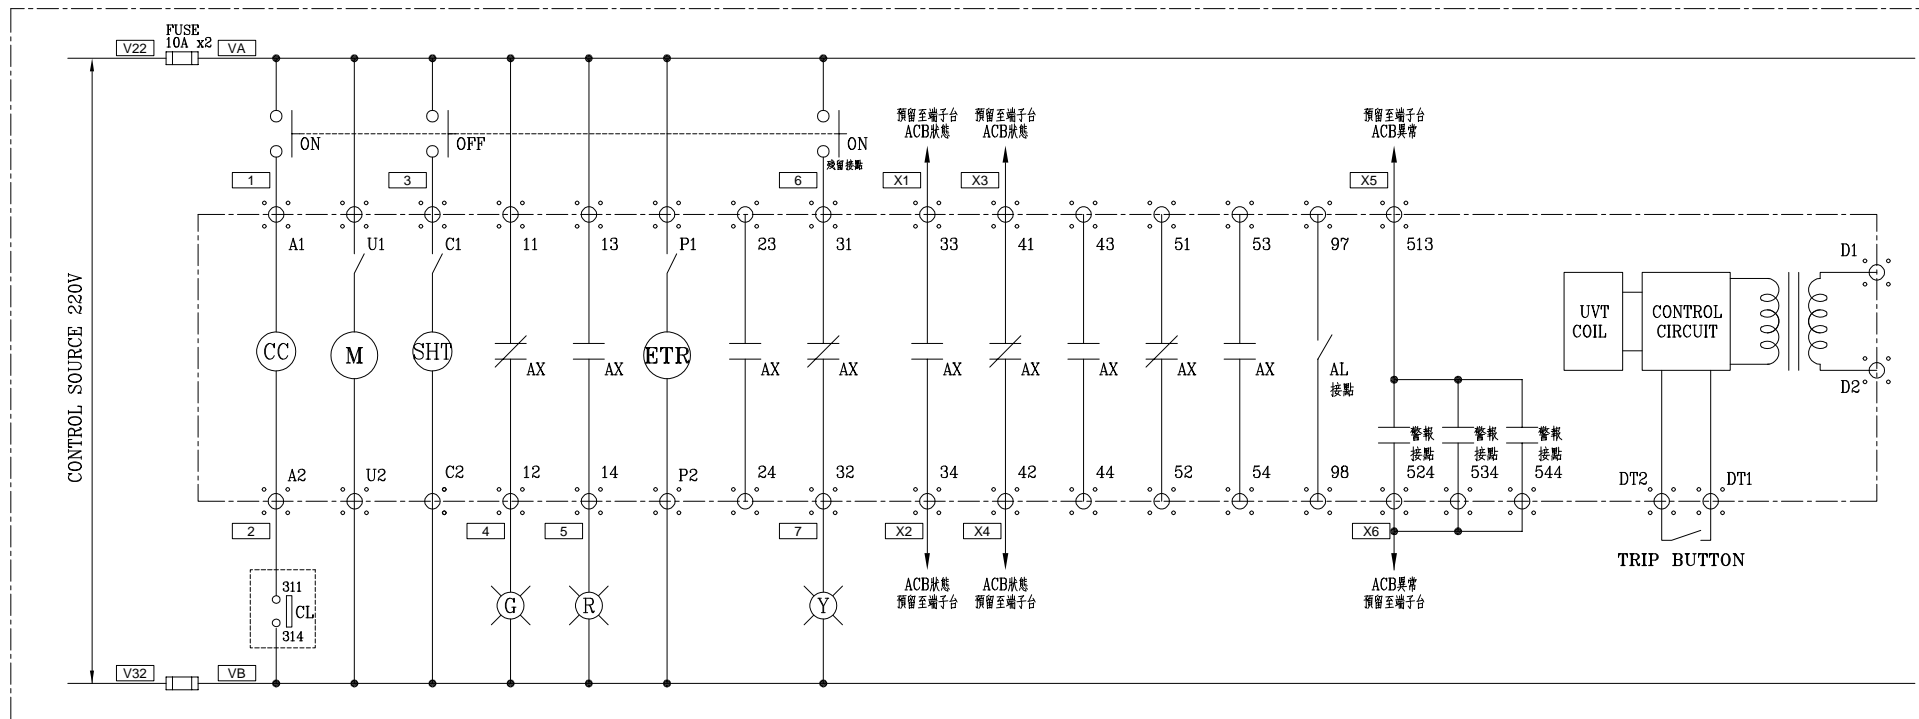 FUSE
10A x2
V22
VA
預留至端子台
ACB狀態
預留至端子台
ACB狀態
預留至端子台
ACB異常
ON
OFF
ON
殘留接點
1
3
6
X1
X3
X5
A1
U1
C1
11
13
P1
23
31
33
41
43
51
53
97
513
D1
CONTROL SOURCE 220V
CC
M
SHT
AX
AX
ETR
AX
AX
AX
AX
AX
AX
AX
AL
接點
UVT
COIL
CONTROL
CIRCUIT
D2
警報
接點
警報
接點
警報
接點
A2
U2
C2
12
14
P2
24
32
34
42
44
52
54
98
524
534
544
DT2
DT1
2
4
5
7
X2
X4
X6
TRIP BUTTON
311
CL
314
G
R
Y
ACB狀態
預留至端子台
ACB狀態
預留至端子台
ACB異常
預留至端子台
V32
VB